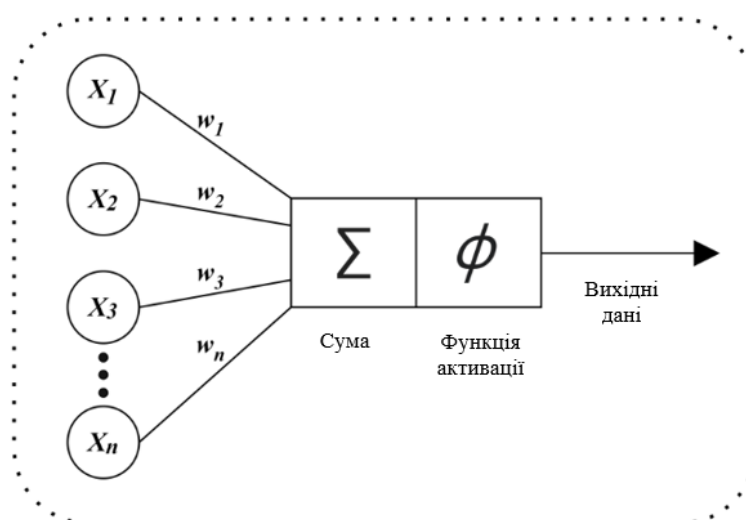 X1
w1
X2
w2
X3
w3
wn
Xn
∑
ϕ
Сума
Функція
активації
Вихідні
дані